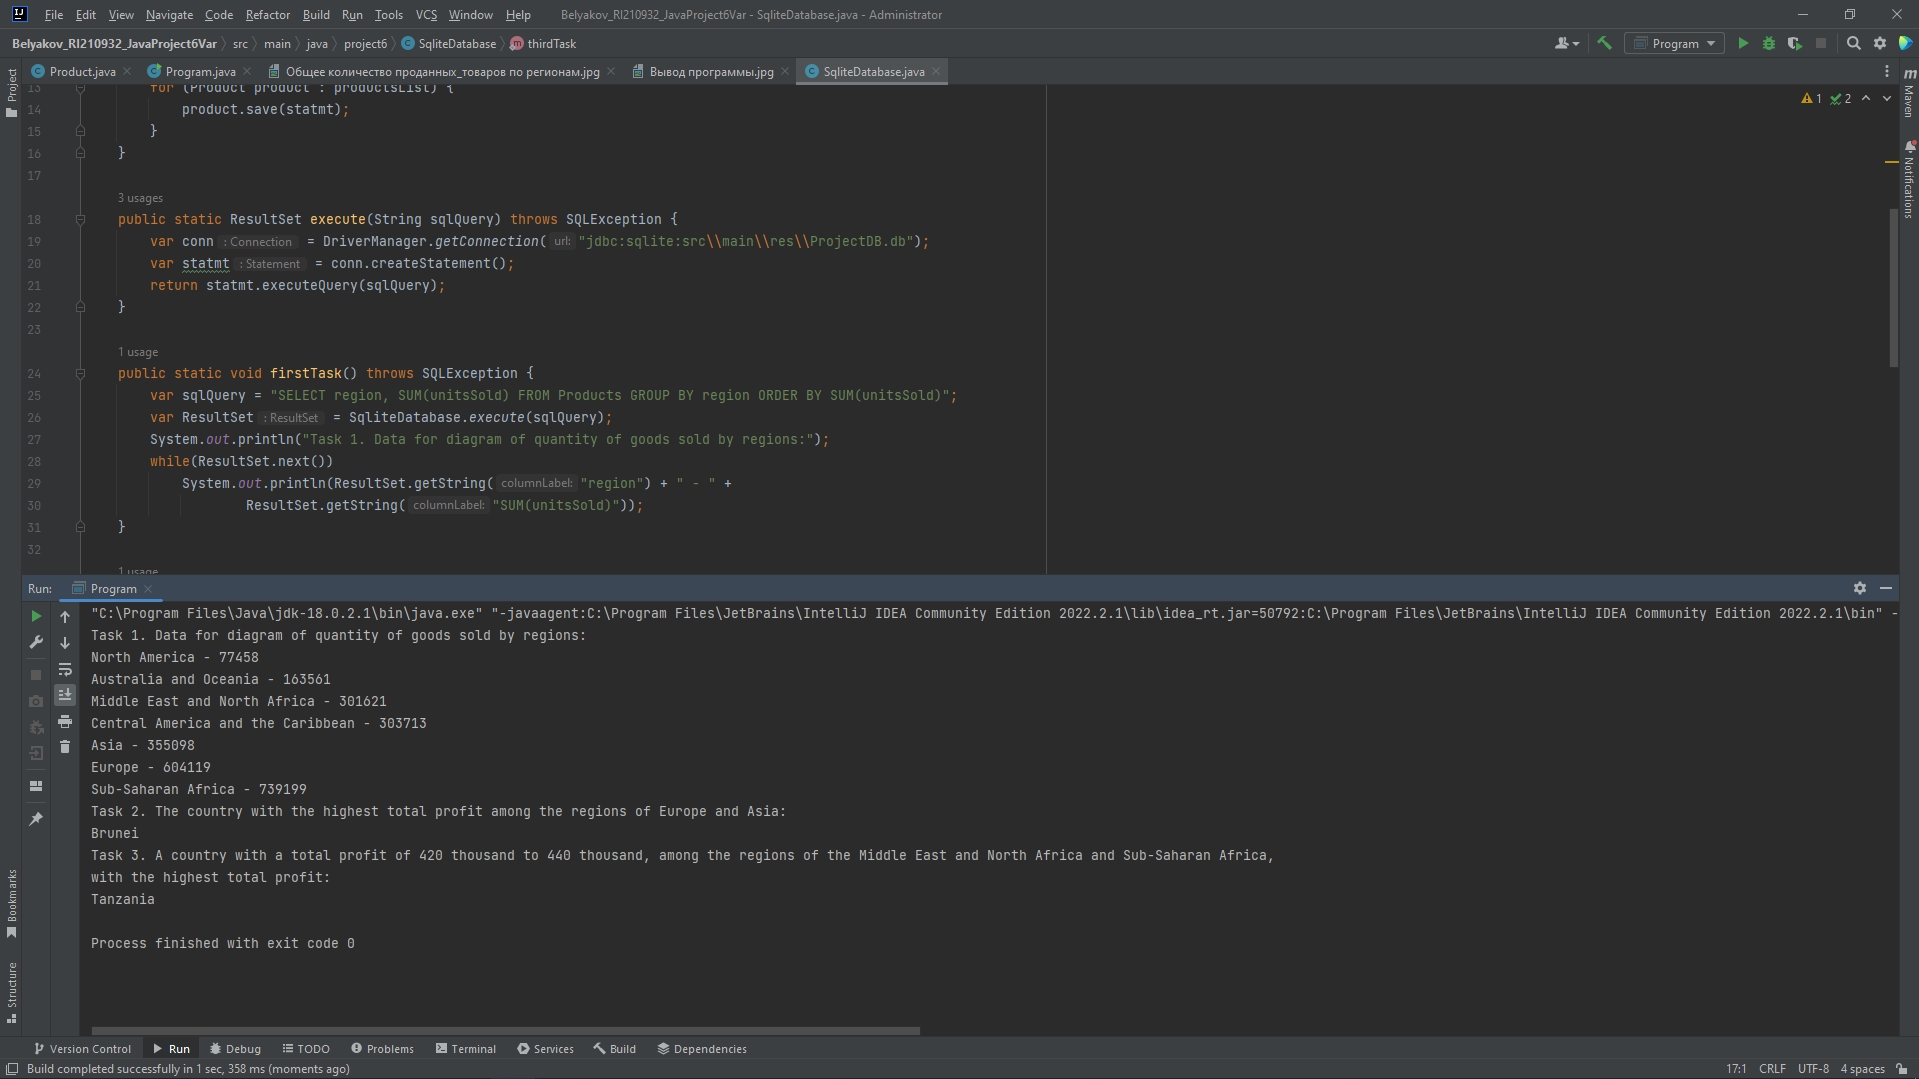 File Edit View Navigate Code Refactor Build Run Tools VCS Window Help Belyakov_RI210932_JavaProject6Var - SqliteDatabase.java - Administrator
Belyakov_RI210932_JavaProject6Var src main java project6 SqliteDatabase thirdTask Program
Product.java Program.java Общее количество проданных_товаров по регионам.jpg Вывод программы.jpg SqliteDatabase.java
Project
Maven
Notifications
1 2
13 for (Product product : productsList) {
14 product.save(statmt);
15 }
16 }
17
3 usages
18 public static ResultSet execute(String sqlQuery) throws SQLException {
19 var conn : Connection = DriverManager.getConnection( url: "jdbc:sqlite:src\\main\\res\\ProjectDB.db");
20 var statmt : Statement = conn.createStatement();
21 return statmt.executeQuery(sqlQuery);
22 }
23
1 usage
24 public static void firstTask() throws SQLException {
25 var sqlQuery = "SELECT region, SUM(unitsSold) FROM Products GROUP BY region ORDER BY SUM(unitsSold)";
26 var ResultSet : ResultSet = SqliteDatabase.execute(sqlQuery);
27 System.out.println("Task 1. Data for diagram of quantity of goods sold by regions:");
28 while(ResultSet.next())
29 System.out.println(ResultSet.getString( columnLabel: "region") + " - " +
30 ResultSet.getString( columnLabel: "SUM(unitsSold)"));
31 }
32
1 usage
Run: Program
"C:\Program Files\Java\jdk-18.0.2.1\bin\java.exe" "-javaagent:C:\Program Files\JetBrains\IntelliJ IDEA Community Edition 2022.2.1\lib\idea_rt.jar=50792:C:\Program Files\JetBrains\IntelliJ IDEA Community Edition 2022.2.1\bin" -
Task 1. Data for diagram of quantity of goods sold by regions:
North America - 77458
Australia and Oceania - 163561
Middle East and North Africa - 301621
Central America and the Caribbean - 303713
Asia - 355098
Europe - 604119
Sub-Saharan Africa - 739199
Task 2. The country with the highest total profit among the regions of Europe and Asia:
Brunei
Task 3. A country with a total profit of 420 thousand to 440 thousand, among the regions of the Middle East and North Africa and Sub-Saharan Africa,
with the highest total profit:
Tanzania
Process finished with exit code 0
Bookmarks
Structure
Version Control Run Debug TODO Problems Terminal Services Build Dependencies
Build completed successfully in 1 sec, 358 ms (moments ago) 17:1 CRLF UTF-8 4 spaces